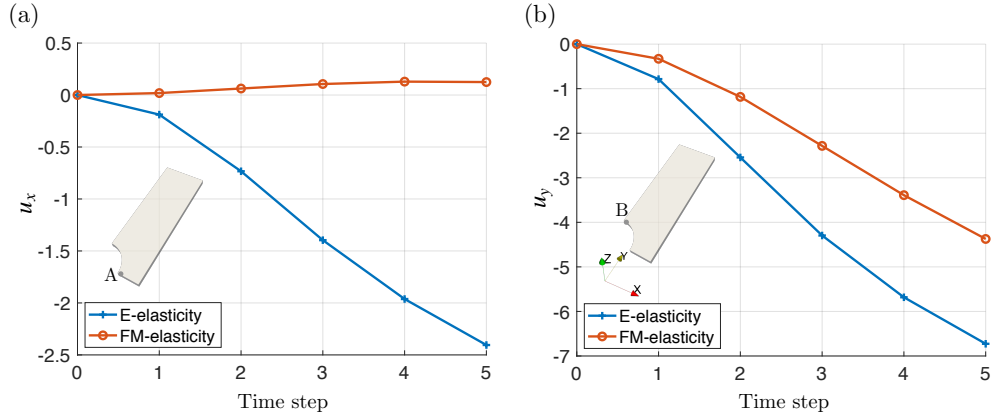 (a)
0.5
0
-0.5
-1
-1.5
-2
-2.5
u_x
A
E-elasticity
FM-elasticity
0 1 2 3 4 5
Time step
(b)
0
-1
-2
-3
-4
-5
-6
-7
u_y
B
Z
Y
X
E-elasticity
FM-elasticity
0 1 2 3 4 5
Time step